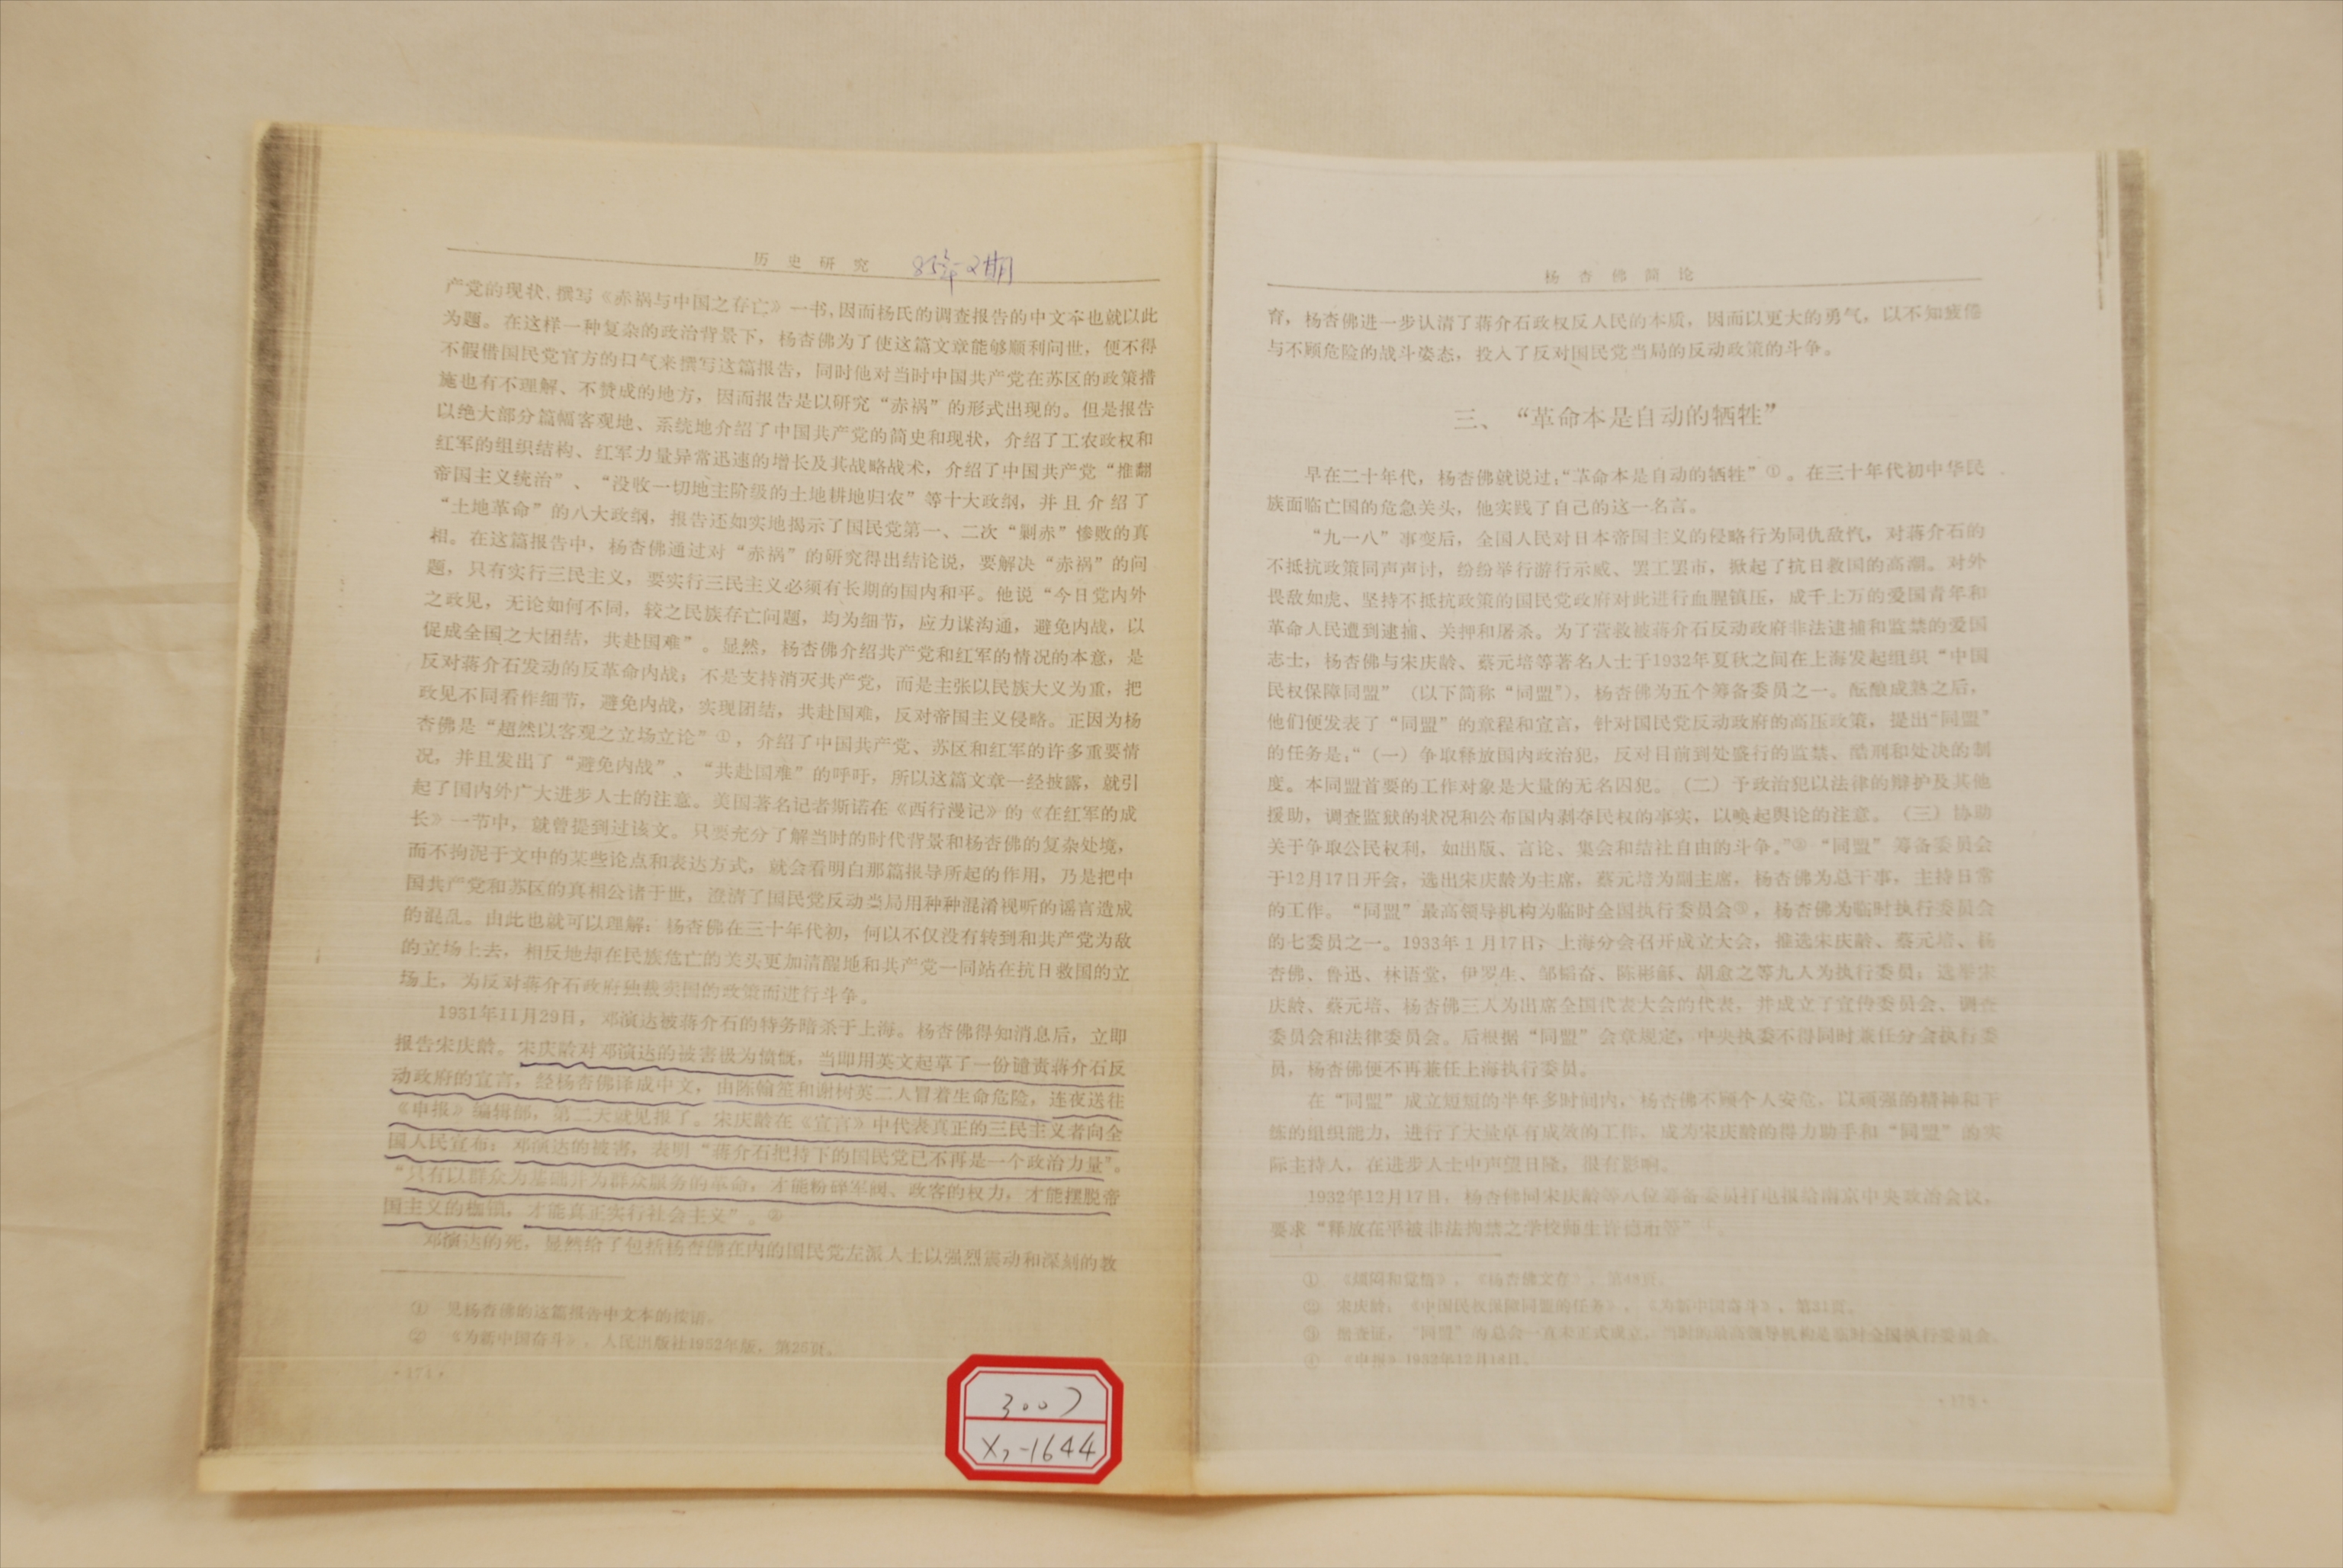 历史研究 85年2期
产党的现状，撰写《赤祸与中国之存亡》一书，因而杨氏的调查报告的中文本也就以此
为题。在这样一种复杂的政治背景下，杨杏佛为了使这篇文章能够顺利问世，便不得
不假借国民党官方的口气来撰写这篇报告，同时他对当时中国共产党在苏区的政策措
施也有不理解、不赞成的地方，因而报告是以研究“赤祸”的形式出现的。但是报告
以绝大部分篇幅客观地、系统地介绍了中国共产党的简史和现状，介绍了工农政权和
红军的组织结构、红军力量异常迅速的增长及其战略战术，介绍了中国共产党“推翻
帝国主义统治”、“没收一切地主阶级的土地耕地归农”等十大政纲，并且介绍了
“土地革命”的八大政纲，报告还如实地揭示了国民党第一、二次“剿赤”惨败的真
相。在这篇报告中，杨杏佛通过对“赤祸”的研究得出结论说，要解决“赤祸”的问
题，只有实行三民主义，要实行三民主义必须有长期的国内和平。他说“今日党内外
之政见，无论如何不同，较之民族存亡问题，均为细节，应力谋沟通，避免内战，以
促成全国之大团结，共赴国难”。显然，杨杏佛介绍共产党和红军的情况的本意，是
反对蒋介石发动的反革命内战；不是支持消灭共产党，而是主张以民族大义为重，把
政见不同看作细节，避免内战，实现团结，共赴国难，反对帝国主义侵略。正因为杨
杏佛是“超然以客观之立场立论”①，介绍了中国共产党、苏区和红军的许多重要情
况，并且发出了“避免内战”、“共赴国难”的呼吁，所以这篇文章一经披露，就引
起了国内外广大进步人士的注意。美国著名记者斯诺在《西行漫记》的《在红军的成
长》一节中，就曾提到过该文。只要充分了解当时的时代背景和杨杏佛的复杂处境，
而不拘泥于文中的某些论点和表达方式，就会看明白那篇报导所起的作用，乃是把中
国共产党和苏区的真相公诸于世，澄清了国民党反动当局用种种混淆视听的谣言造成
的混乱。由此也就可以理解：杨杏佛在三十年代初，何以不仅没有转到和共产党为敌
的立场上去，相反地却在民族危亡的关头更加清醒地和共产党一同站在抗日救国的立
场上，为反对蒋介石政府独裁卖国的政策而进行斗争。
1931年11月29日，邓演达被蒋介石的特务暗杀于上海。杨杏佛得知消息后，立即
报告宋庆龄。宋庆龄对邓演达的被害极为愤慨，当即用英文起草了一份谴责蒋介石反
动政府的宣言，经杨杏佛译成中文，由陈翰笙和谢树英二人冒着生命危险，连夜送往
《申报》编辑部，第二天就见报了。宋庆龄在《宣言》中代表真正的三民主义者向全
国人民宣布：邓演达的被害，表明“蒋介石把持下的国民党已不再是一个政治力量”。
“只有以群众为基础并为群众服务的革命，才能粉碎军阀、政客的权力，才能摆脱帝
国主义的枷锁，才能真正实行社会主义”。②
邓演达的死，显然给了包括杨杏佛在内的国民党左派人士以强烈震动和深刻的教
① 见杨杏佛的这篇报告中文本的按语。
② 《为新中国奋斗》，人民出版社1952年版，第26页。
·174·
3007
X2-1644
杨杏佛简论
育，杨杏佛进一步认清了蒋介石政权反人民的本质，因而以更大的勇气，以不知疲倦
与不顾危险的战斗姿态，投入了反对国民党当局的反动政策的斗争。
三、“革命本是自动的牺牲”
早在二十年代，杨杏佛就说过：“革命本是自动的牺牲”①。在三十年代初中华民
族面临亡国的危急关头，他实践了自己的这一名言。
“九一八”事变后，全国人民对日本帝国主义的侵略行为同仇敌忾，对蒋介石的
不抵抗政策同声声讨，纷纷举行游行示威、罢工罢市，掀起了抗日救国的高潮。对外
畏敌如虎、坚持不抵抗政策的国民党政府对此进行血腥镇压，成千上万的爱国青年和
革命人民遭到逮捕、关押和屠杀。为了营救被蒋介石反动政府非法逮捕和监禁的爱国
志士，杨杏佛与宋庆龄、蔡元培等著名人士于1932年夏秋之间在上海发起组织“中国
民权保障同盟”（以下简称“同盟”），杨杏佛为五个筹备委员之一。酝酿成熟之后，
他们便发表了“同盟”的章程和宣言，针对国民党反动政府的高压政策，提出“同盟”
的任务是：“（一）争取释放国内政治犯，反对目前到处盛行的监禁、酷刑和处决的制
度。本同盟首要的工作对象是大量的无名囚犯。（二）予政治犯以法律的辩护及其他
援助，调查监狱的状况和公布国内剥夺民权的事实，以唤起舆论的注意。（三）协助
关于争取公民权利，如出版、言论、集会和结社自由的斗争。”②“同盟”筹备委员会
于12月17日开会，选出宋庆龄为主席，蔡元培为副主席，杨杏佛为总干事，主持日常
的工作。“同盟”最高领导机构为临时全国执行委员会③，杨杏佛为临时执行委员会
的七委员之一。1933年1月17日，上海分会召开成立大会，推选宋庆龄、蔡元培、杨
杏佛、鲁迅、林语堂，伊罗生、邹韬奋、陈彬龢、胡愈之等九人为执行委员；选举宋
庆龄、蔡元培、杨杏佛三人为出席全国代表大会的代表，并成立了宣传委员会、调查
委员会和法律委员会。后根据“同盟”会章规定，中央执委不得同时兼任分会执行委
员，杨杏佛便不再兼任上海执行委员。
在“同盟”成立短短的半年多时间内，杨杏佛不顾个人安危，以顽强的精神和干
练的组织能力，进行了大量卓有成效的工作，成为宋庆龄的得力助手和“同盟”的实
际主持人，在进步人士中声望日隆，很有影响。
1932年12月17日，杨杏佛同宋庆龄等八位筹备委员打电报给南京中央政治会议，
要求“释放在平被非法拘禁之学校师生许德珩等”④。
① 《烦闷和觉悟》，《杨杏佛文存》，第48页。
② 宋庆龄：《中国民权保障同盟的任务》，《为新中国奋斗》，第31页。
③ 据查证，“同盟”的总会一直未正式成立，当时的最高领导机构是临时全国执行委员会。
④ 《申报》1932年12月18日。
·175·